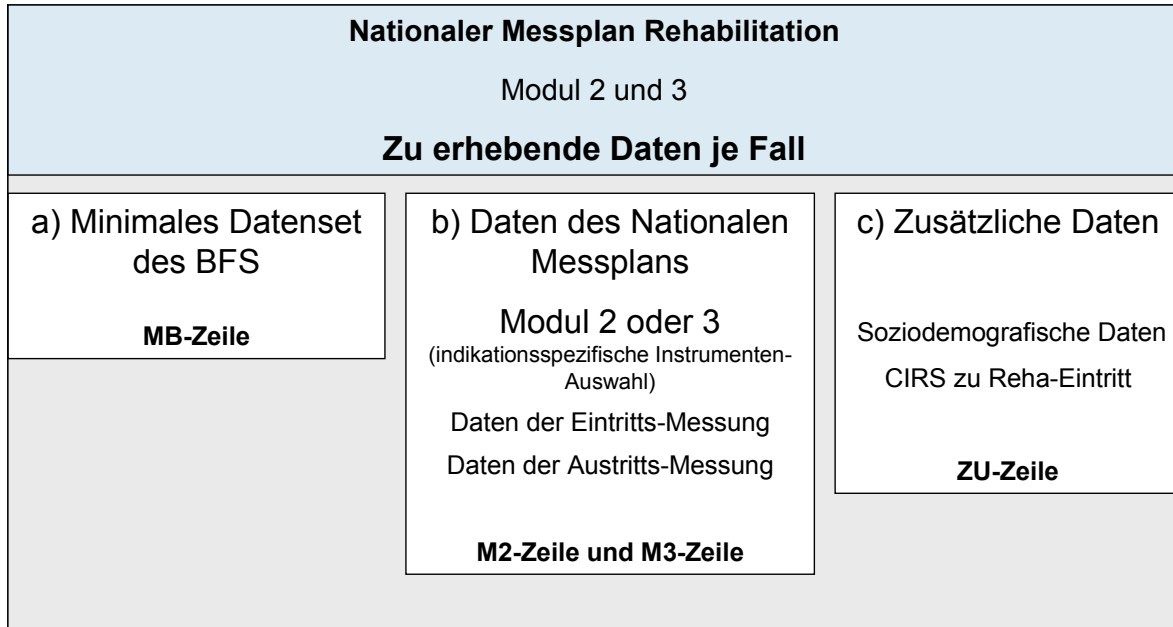 Nationaler Messplan Rehabilitation
Modul 2 und 3
Zu erhebende Daten je Fall
a) Minimales Datenset
des BFS
MB-Zeile
b) Daten des Nationalen
Messplans
Modul 2 oder 3
(indikationsspezifische Instrumenten-
Auswahl)
Daten der Eintritts-Messung
Daten der Austritts-Messung
M2-Zeile und M3-Zeile
c) Zusätzliche Daten
Soziodemografische Daten
CIRS zu Reha-Eintritt
ZU-Zeile